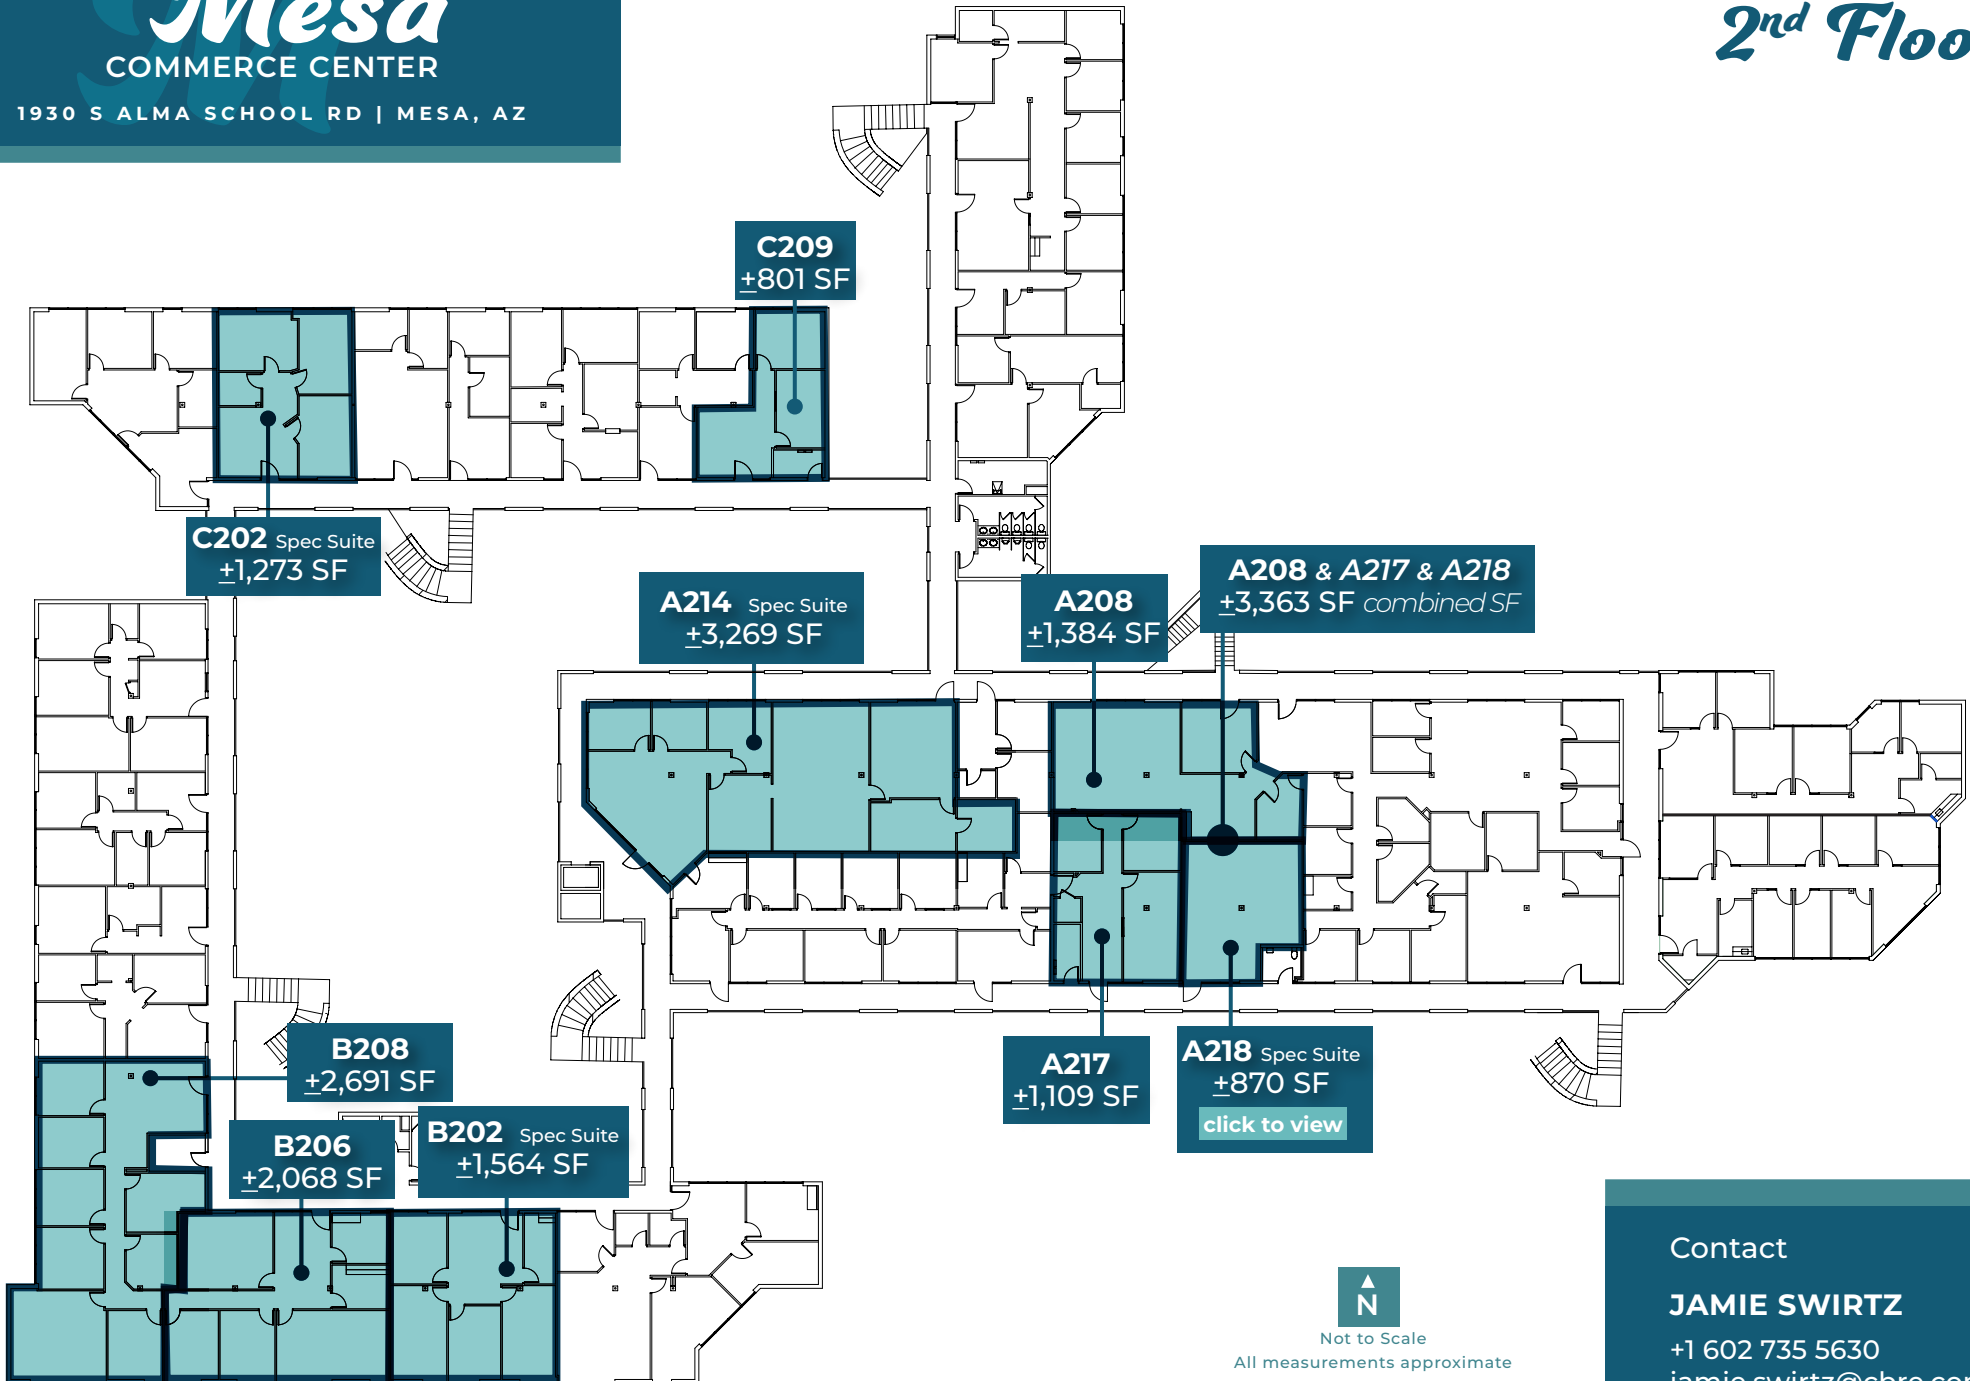 Mesa
COMMERCE CENTER
1930 S ALMA SCHOOL RD | MESA, AZ
2nd Floo
C209
±801 SF
C202 Spec Suite
±1,273 SF
A214 Spec Suite
±3,269 SF
A208
±1,384 SF
A208 & A217 & A218
±3,363 SF combined SF
B208
±2,691 SF
B206
±2,068 SF
B202 Spec Suite
±1,564 SF
A217
±1,109 SF
A218 Spec Suite
±870 SF
click to view
N
Not to Scale
All measurements approximate
Contact
JAMIE SWIRTZ
+1 602 735 5630